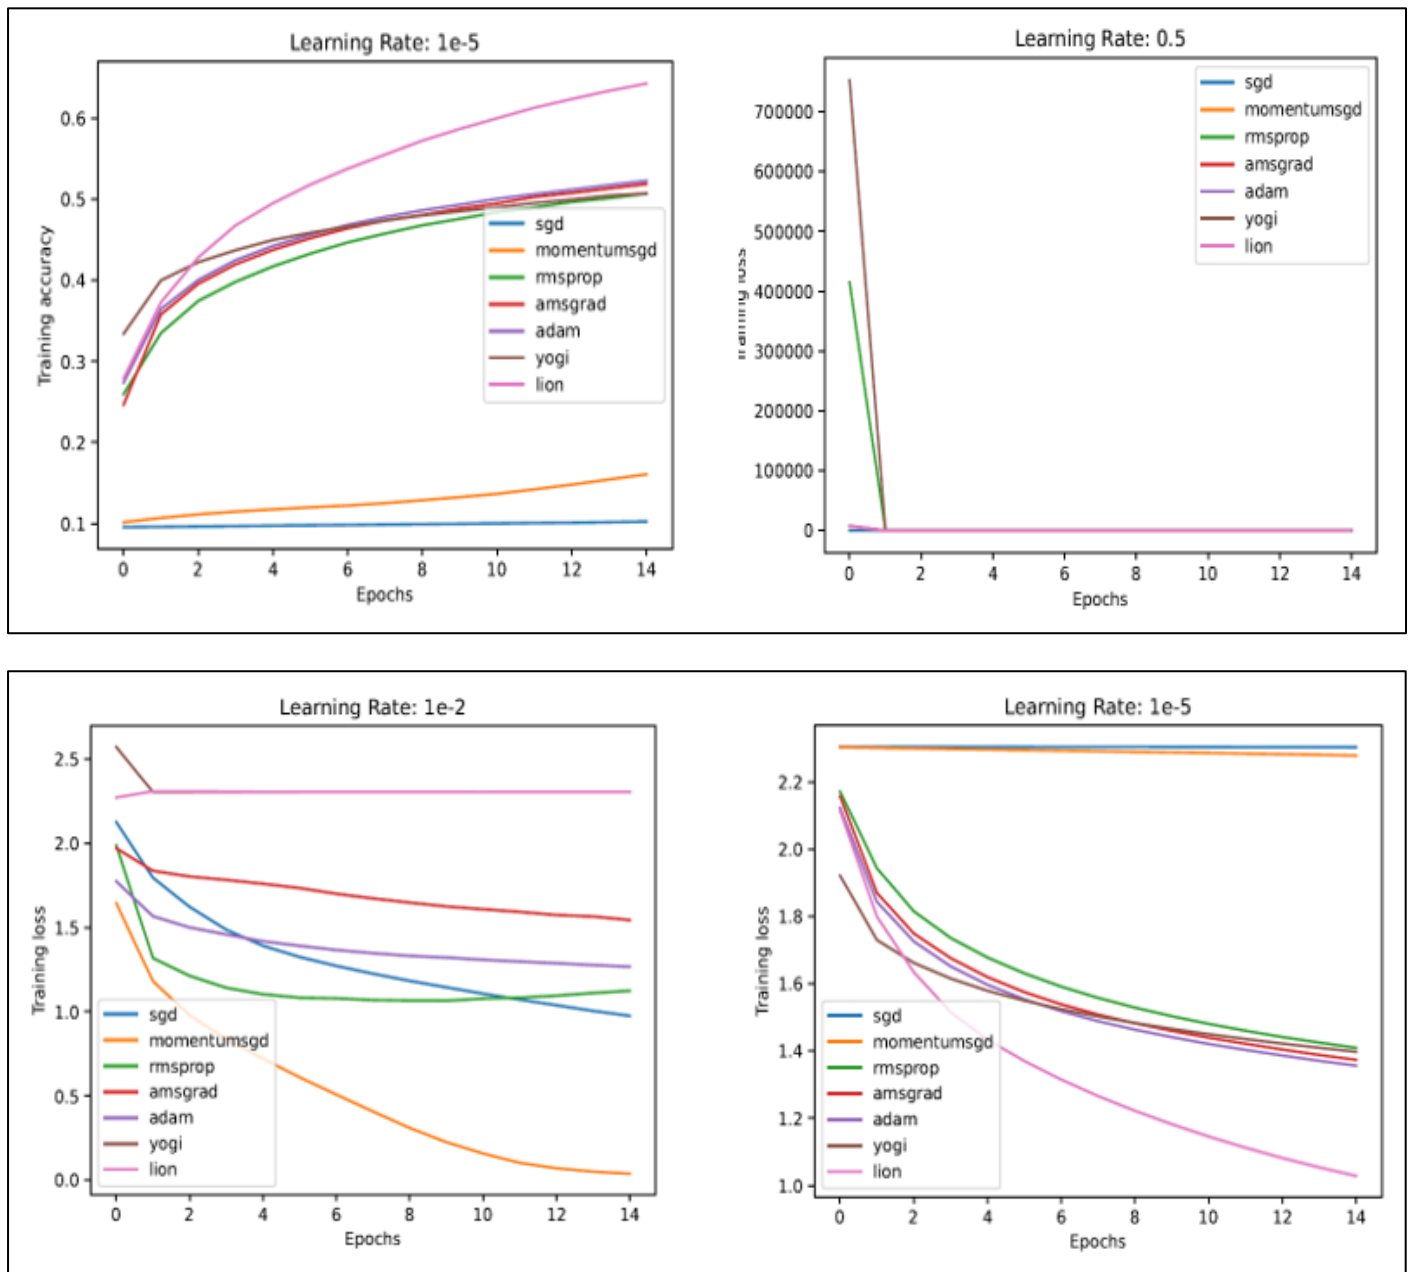 Learning Rate: 1e-5
Training accuracy
0.6
0.5
0.4
0.3
0.2
0.1
sgd
momentumsgd
rmsprop
amsgrad
adam
yogi
lion
0 2 4 6 8 10 12 14
Epochs
Learning Rate: 0.5
loss
700000
600000
500000
400000
300000
200000
100000
0
sgd
momentumsgd
rmsprop
amsgrad
adam
yogi
lion
0 2 4 6 8 10 12 14
Epochs
Learning Rate: 1e-2
Training loss
2.5
2.0
1.5
1.0
0.5
0.0
sgd
momentumsgd
rmsprop
amsgrad
adam
yogi
lion
0 2 4 6 8 10 12 14
Epochs
Learning Rate: 1e-5
Training loss
2.2
2.0
1.8
1.6
1.4
1.2
1.0
sgd
momentumsgd
rmsprop
amsgrad
adam
yogi
lion
0 2 4 6 8 10 12 14
Epochs